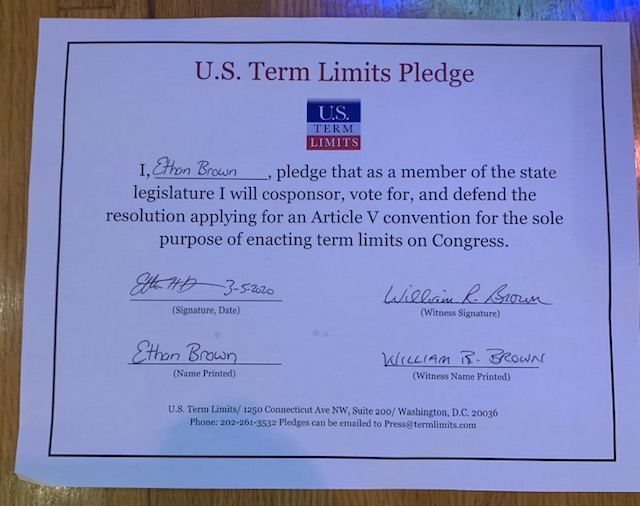 U.S. Term Limits Pledge
U.S.
TERM
LIMITS
I, Ethan Brown, pledge that as a member of the state
legislature I will cosponsor, vote for, and defend the
resolution applying for an Article V convention for the sole
purpose of enacting term limits on Congress.
3-5-2020 William R. Brown
(Signature, Date) (Witness Signature)
Ethan Brown WILLIAM R. BROWN
(Name Printed) (Witness Name Printed)
U.S. Term Limits/ 1250 Connecticut Ave NW, Suite 200/ Washington, D.C. 20036
Phone: 202-261-3532 Pledges can be emailed to Press@termlimits.com